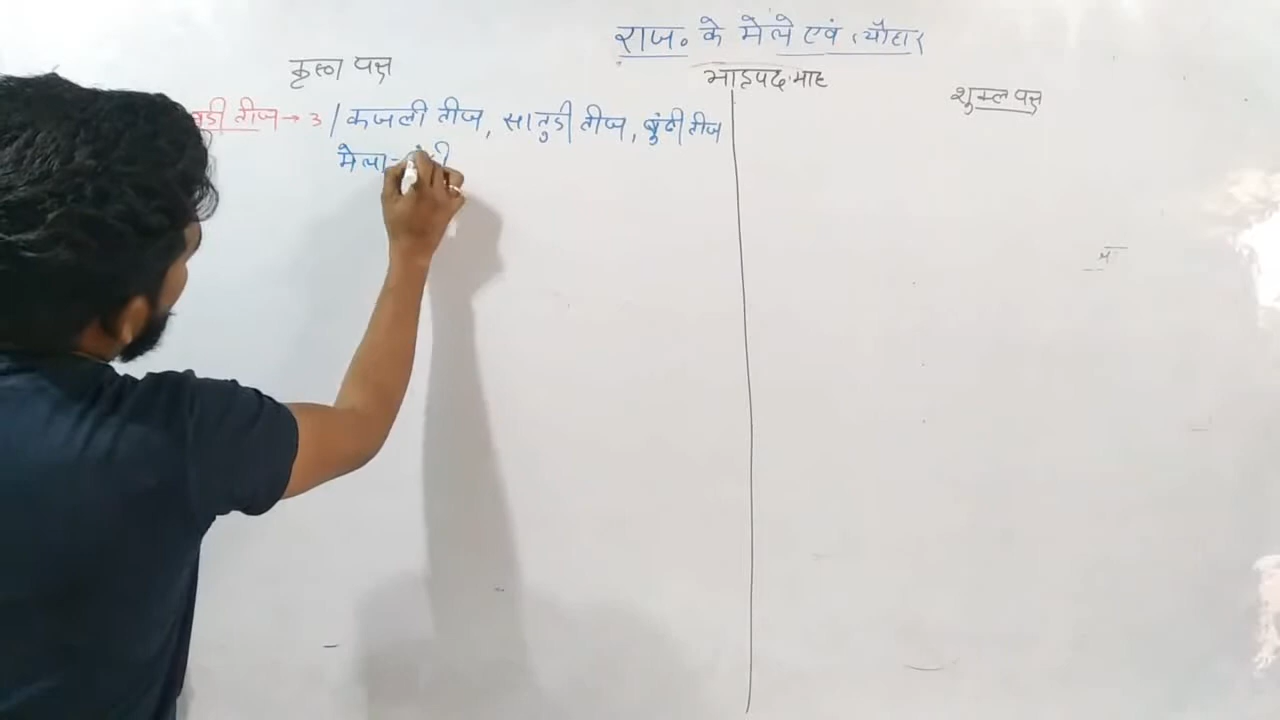 राज० के मेले एवं त्यौहार
भाद्रपद माह
कृष्ण पक्ष
शुक्ल पक्ष
तीज → 3 / कजली तीज, सातुडी तीज, बुंदी तीज
मेला -